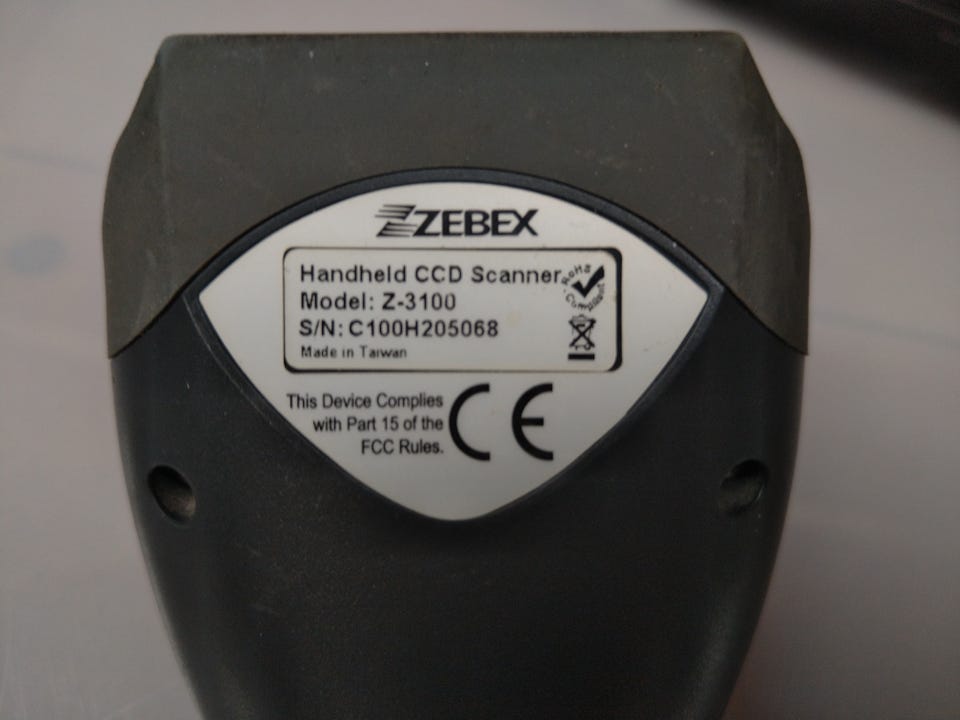 ZEBEX
Handheld CCD Scanner
RoHS
Compliant
Model: Z-3100
S/N: C100H205068
Made in Taiwan
This Device Complies
with Part 15 of the
FCC Rules.
CE